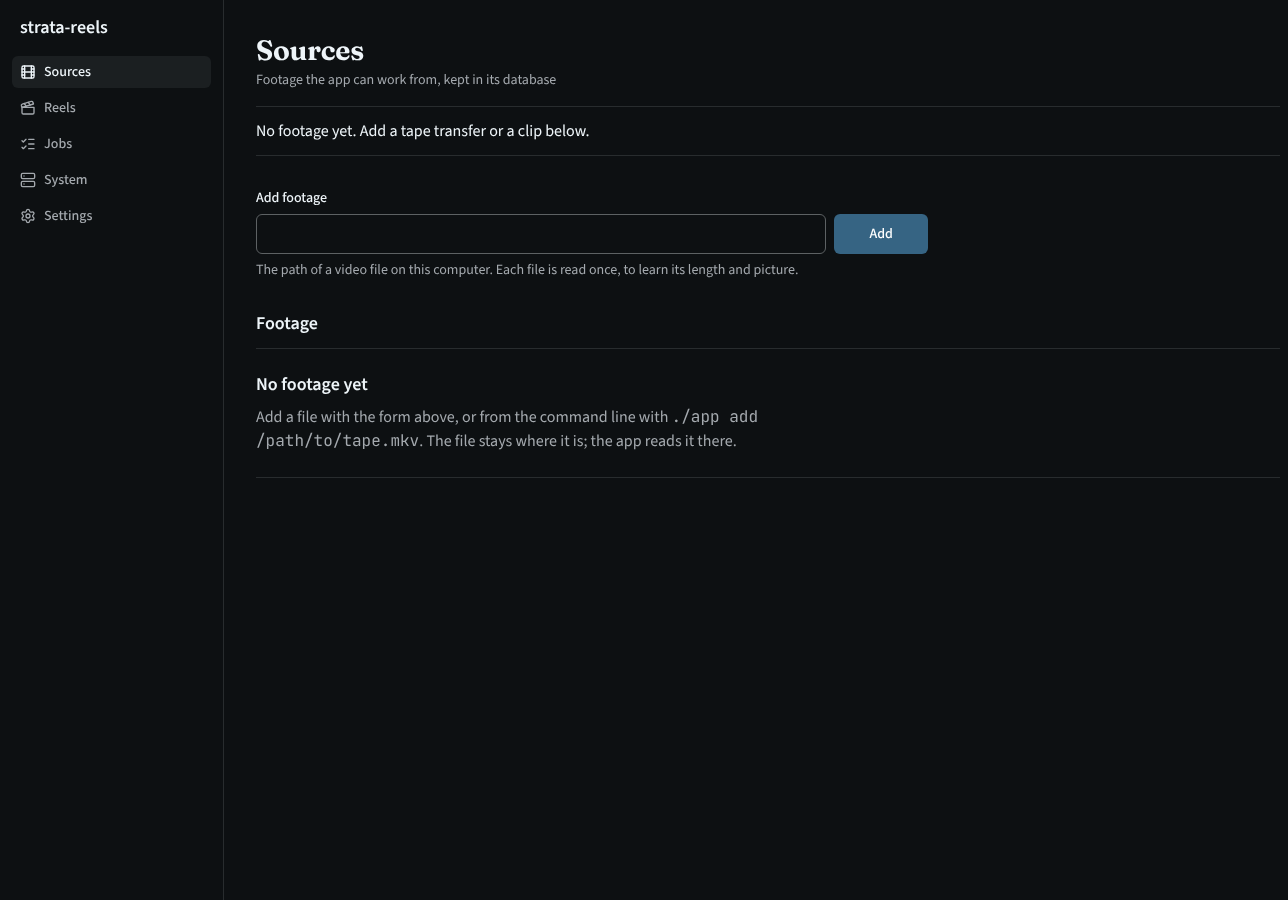 strata-reels
Sources
Reels
Jobs
System
Settings
Sources
Footage the app can work from, kept in its database
No footage yet. Add a tape transfer or a clip below.
Add footage
Add
The path of a video file on this computer. Each file is read once, to learn its length and picture.
Footage
No footage yet
Add a file with the form above, or from the command line with ./app add
/path/to/tape.mkv. The file stays where it is; the app reads it there.